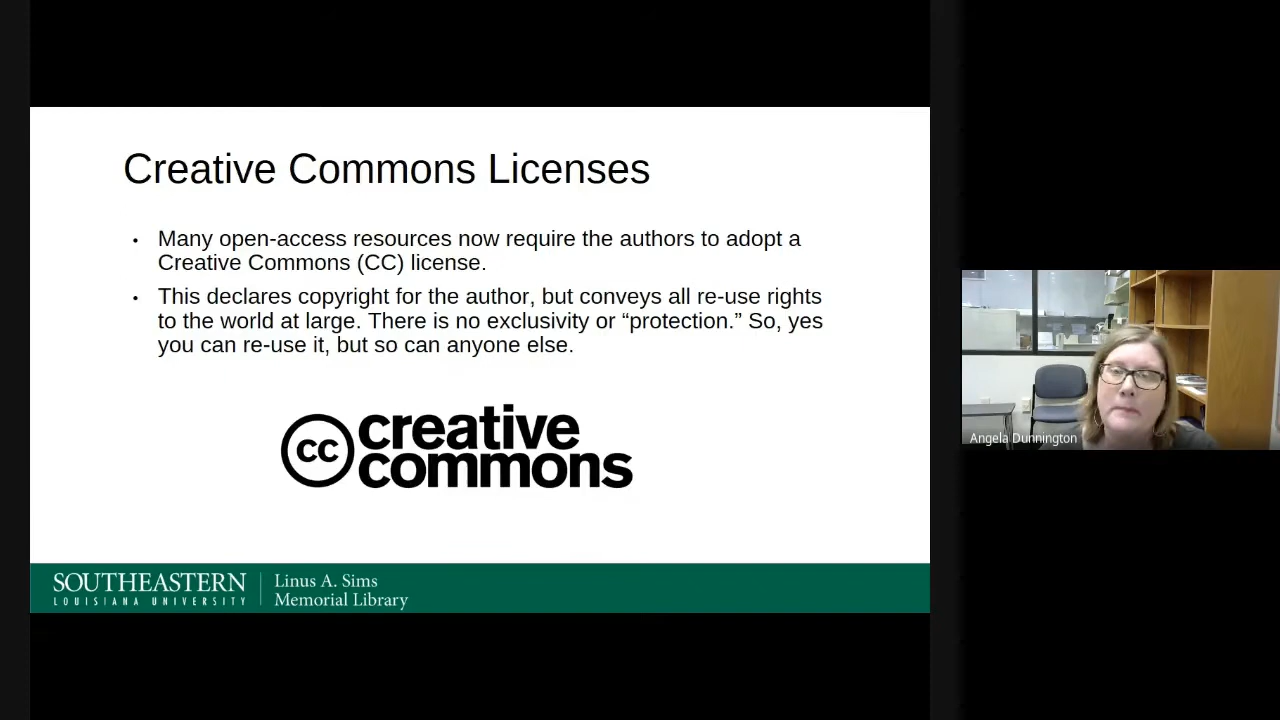 Creative Commons Licenses
• Many open-access resources now require the authors to adopt a
Creative Commons (CC) license.
• This declares copyright for the author, but conveys all re-use rights
to the world at large. There is no exclusivity or “protection.” So, yes
you can re-use it, but so can anyone else.
cc creative
commons
SOUTHEASTERN
LOUISIANA UNIVERSITY
Linus A. Sims
Memorial Library
Angela Dunnington